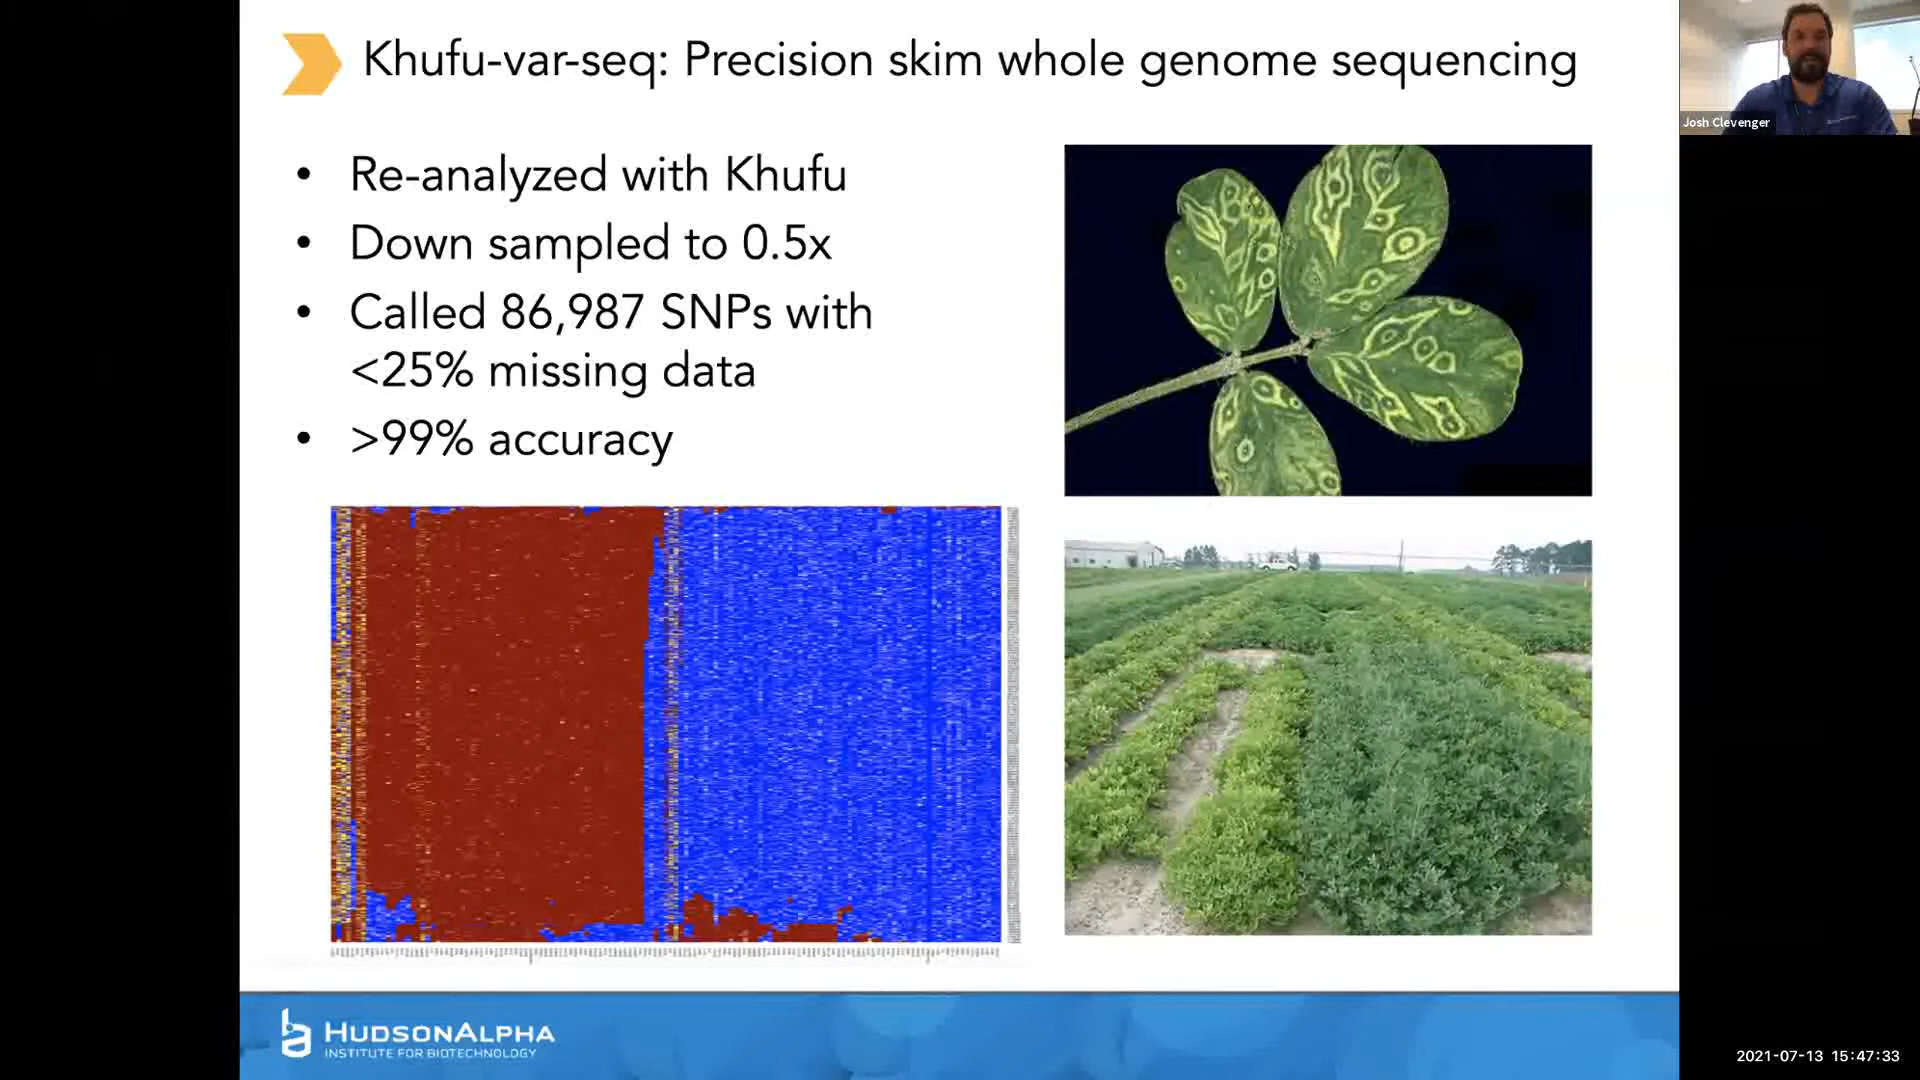 Khufu-var-seq: Precision skim whole genome sequencing
Josh Clevenger
• Re-analyzed with Khufu
• Down sampled to 0.5x
• Called 86,987 SNPs with
<25% missing data
• >99% accuracy
HUDSONALPHA
INSTITUTE FOR BIOTECHNOLOGY
2021-07-13 15:47:33